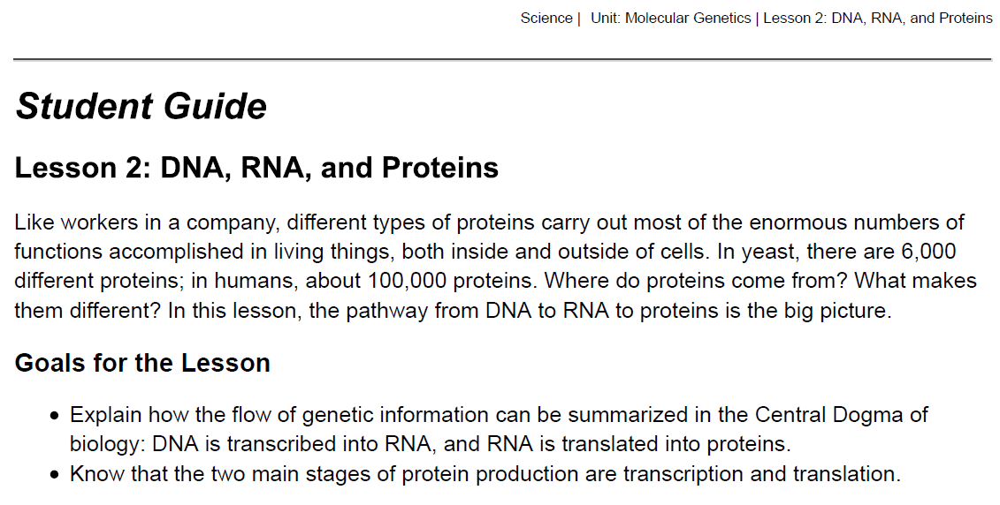 Science | Unit: Molecular Genetics | Lesson 2: DNA, RNA, and Proteins
Student Guide
Lesson 2: DNA, RNA, and Proteins
Like workers in a company, different types of proteins carry out most of the enormous numbers of
functions accomplished in living things, both inside and outside of cells. In yeast, there are 6,000
different proteins; in humans, about 100,000 proteins. Where do proteins come from? What makes
them different? In this lesson, the pathway from DNA to RNA to proteins is the big picture.
Goals for the Lesson
• Explain how the flow of genetic information can be summarized in the Central Dogma of
biology: DNA is transcribed into RNA, and RNA is translated into proteins.
• Know that the two main stages of protein production are transcription and translation.